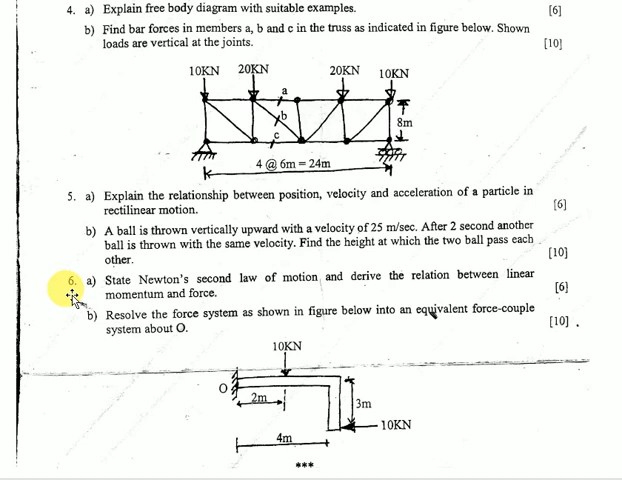 4. a) Explain free body diagram with suitable examples. [6]
b) Find bar forces in members a, b and c in the truss as indicated in figure below. Shown
loads are vertical at the joints. [10]
10KN 20KN 20KN 10KN
a
b
8m
c
4 @ 6m = 24m
5. a) Explain the relationship between position, velocity and acceleration of a particle in
rectilinear motion. [6]
b) A ball is thrown vertically upward with a velocity of 25 m/sec. After 2 second another
ball is thrown with the same velocity. Find the height at which the two ball pass each
other. [10]
6. a) State Newton's second law of motion and derive the relation between linear
momentum and force. [6]
b) Resolve the force system as shown in figure below into an equivalent force-couple
system about O. [10]
10KN
O
2m
3m
10KN
4m
***